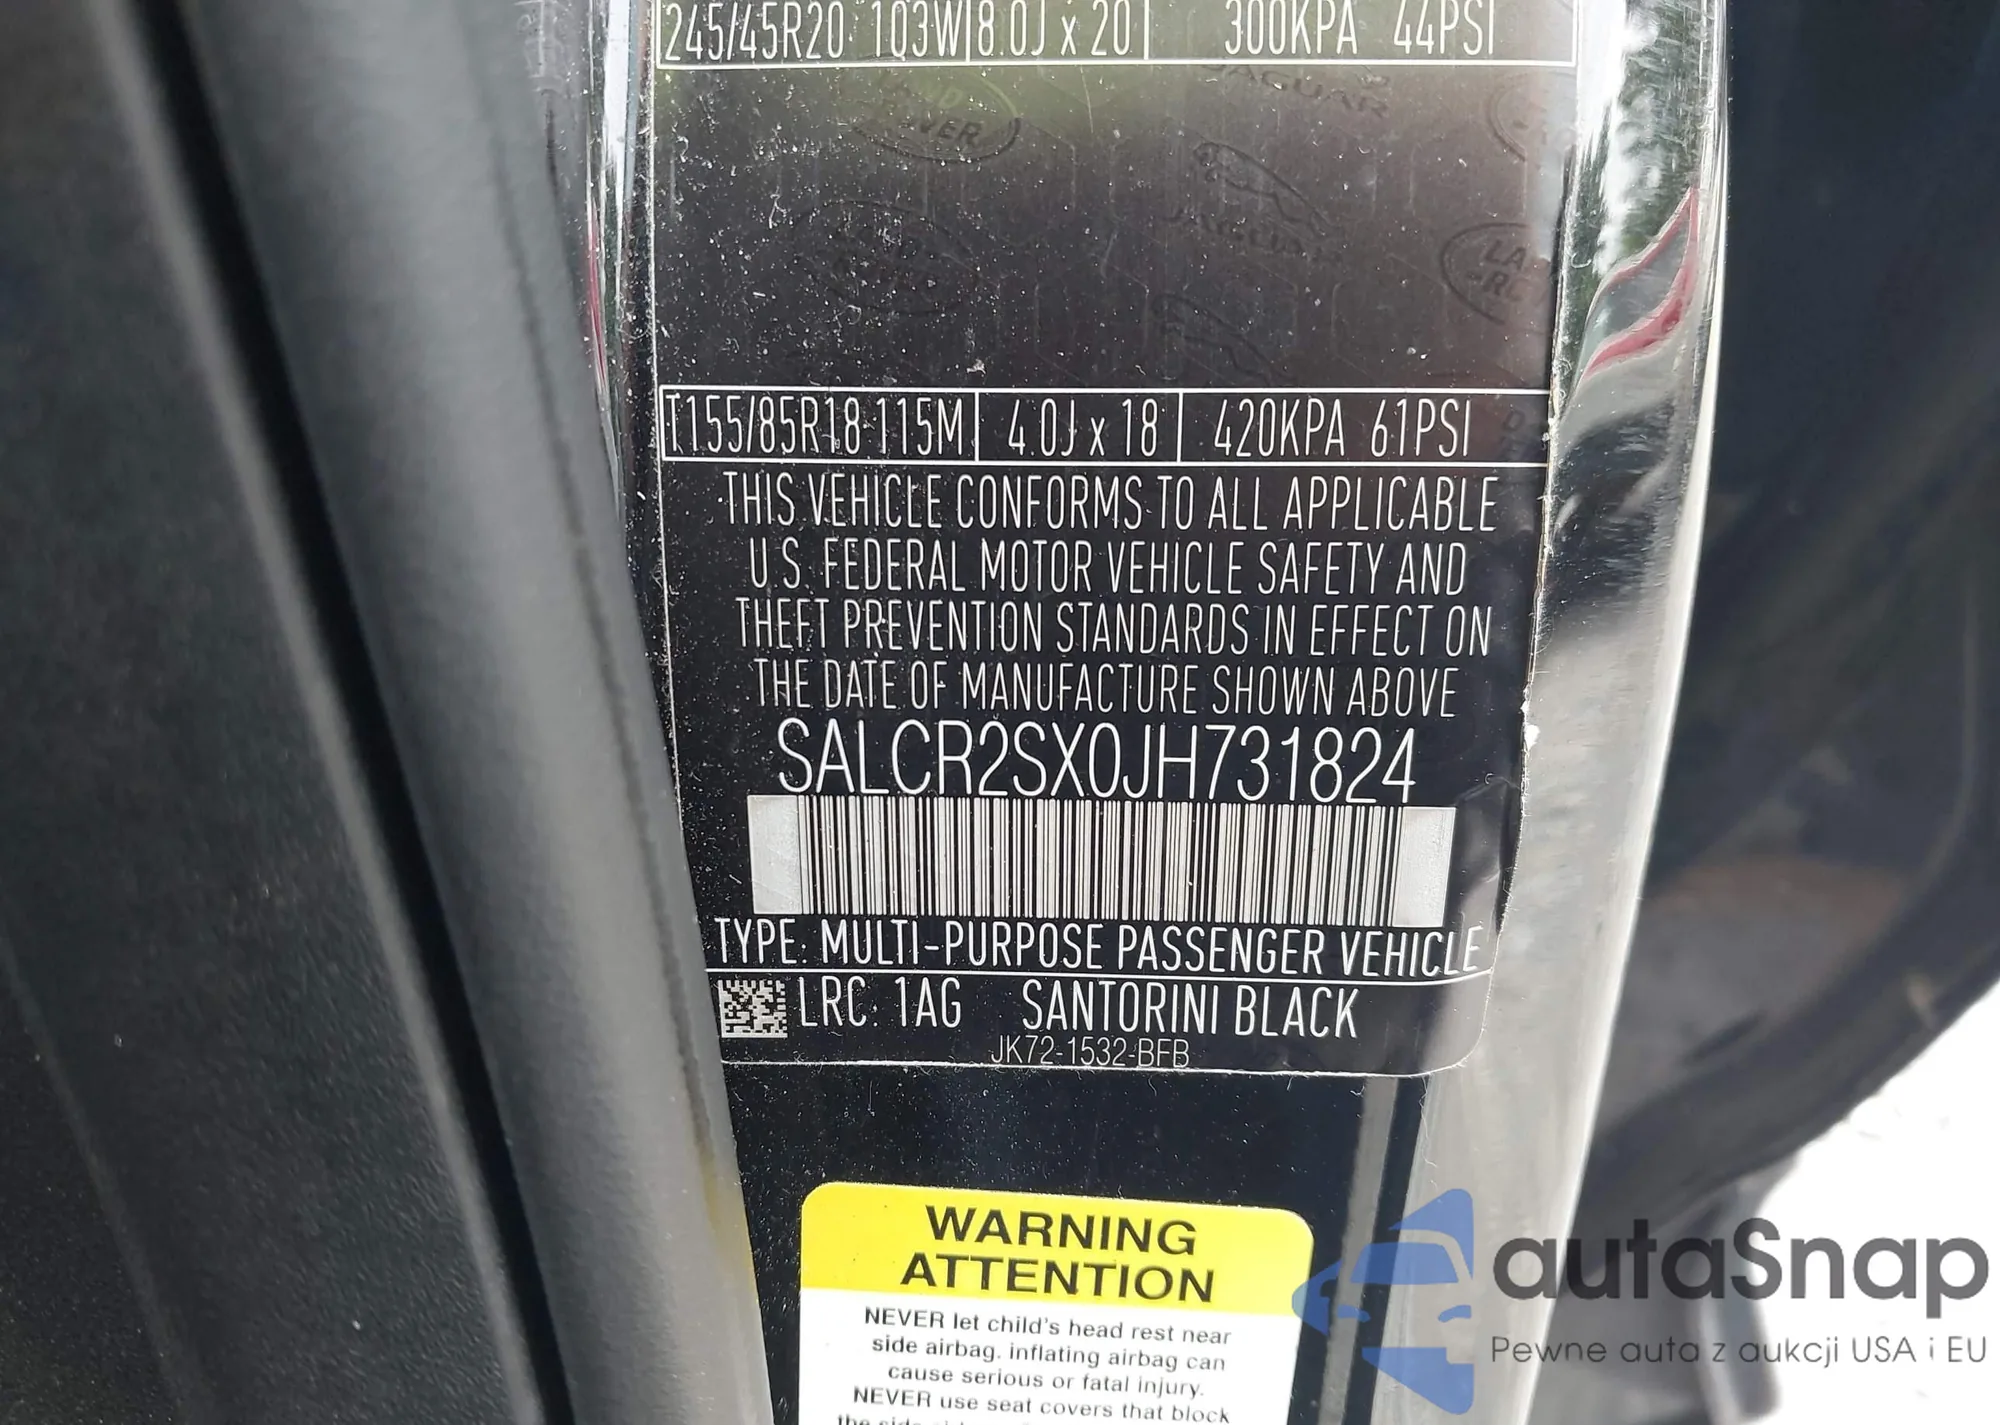 245/45R20 103W 8.0J x 20 300KPA 44PSI
JAGUAR
LAND
ROVER
JAGUAR
T155/85R18 115M 4.0J x 18 420KPA 61PSI
THIS VEHICLE CONFORMS TO ALL APPLICABLE
U.S. FEDERAL MOTOR VEHICLE SAFETY AND
THEFT PREVENTION STANDARDS IN EFFECT ON
THE DATE OF MANUFACTURE SHOWN ABOVE
SALCR2SX0JH731824
TYPE: MULTI-PURPOSE PASSENGER VEHICLE
LRC: 1AG SANTORINI BLACK
JK72-1532-BFB
WARNING
ATTENTION
NEVER let child's head rest near
side airbag. inflating airbag can
cause serious or fatal injury.
NEVER use seat covers that block
autaSnap
Pewne auta z aukcji USA i EU